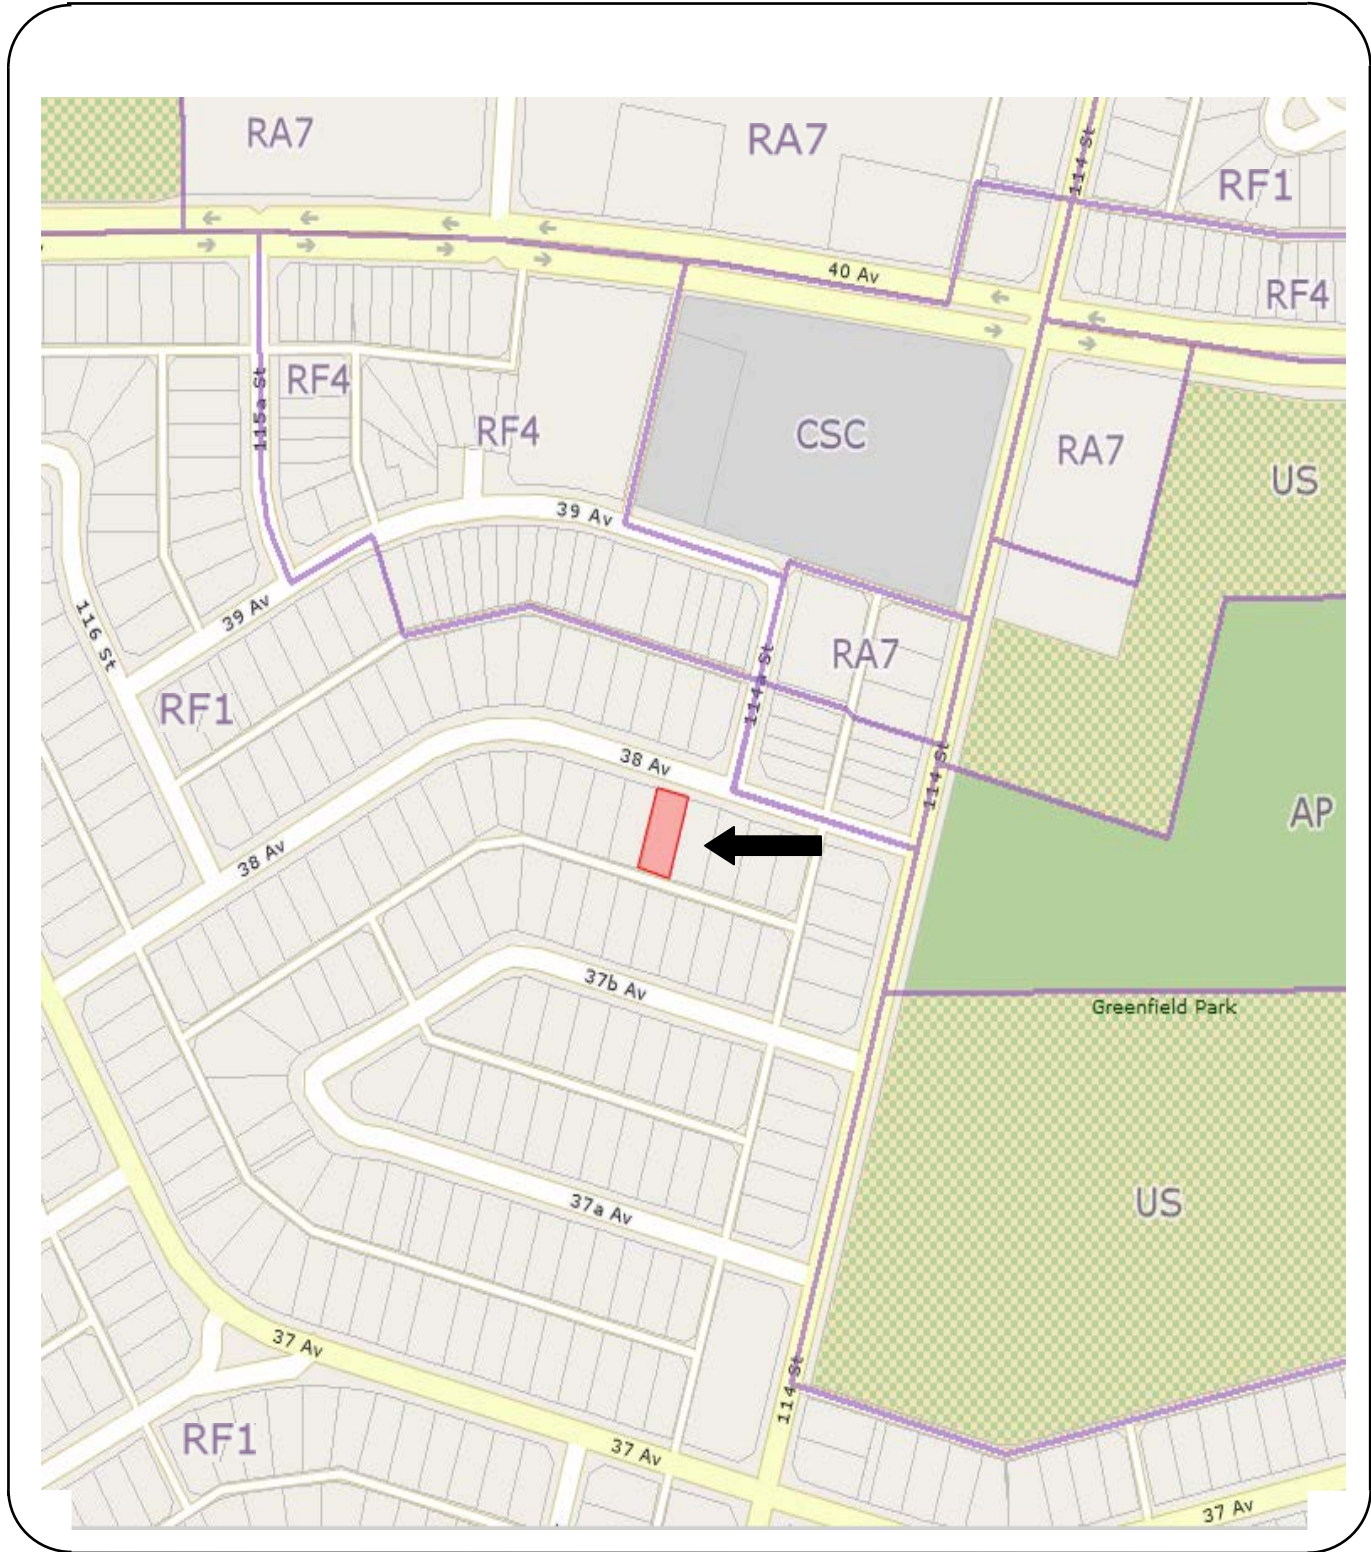 RA7
RA7
114 St
RF1
40 Av
RF4
RF4
115a St
RF4
CSC
RA7
US
39 Av
116 St
39 Av
RA7
114a St
RF1
38 Av
114 St
AP
38 Av
37b Av
Greenfield Park
37a Av
US
37 Av
114 St
RF1
37 Av
37 Av